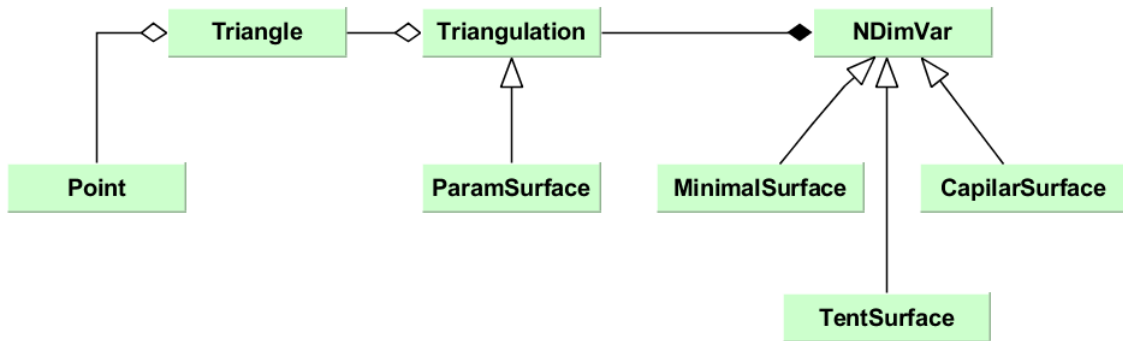 Triangle
Triangulation
NDimVar
Point
ParamSurface
MinimalSurface
CapilarSurface
TentSurface